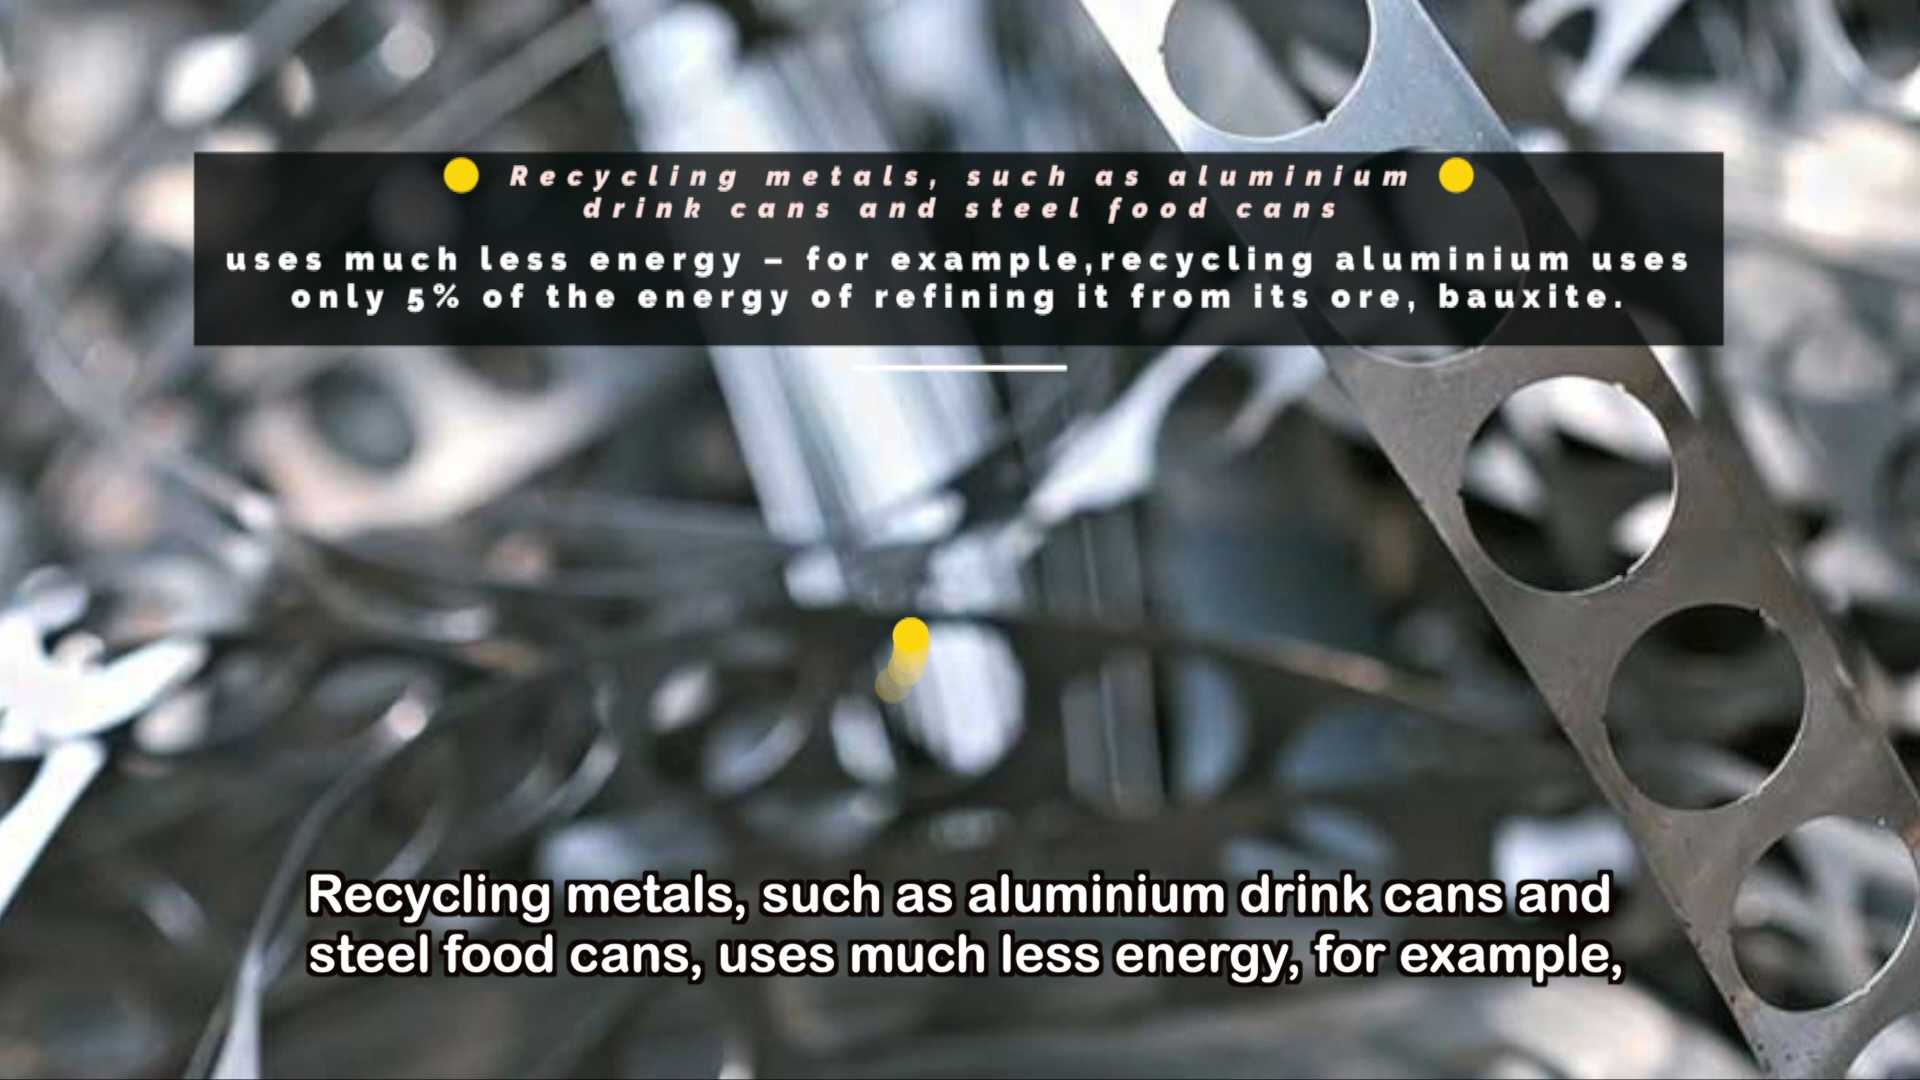 Recycling metals, such as aluminium
drink cans and steel food cans
uses much less energy – for example,recycling aluminium uses
only 5% of the energy of refining it from its ore, bauxite.
Recycling metals, such as aluminium drink cans and
steel food cans, uses much less energy, for example,